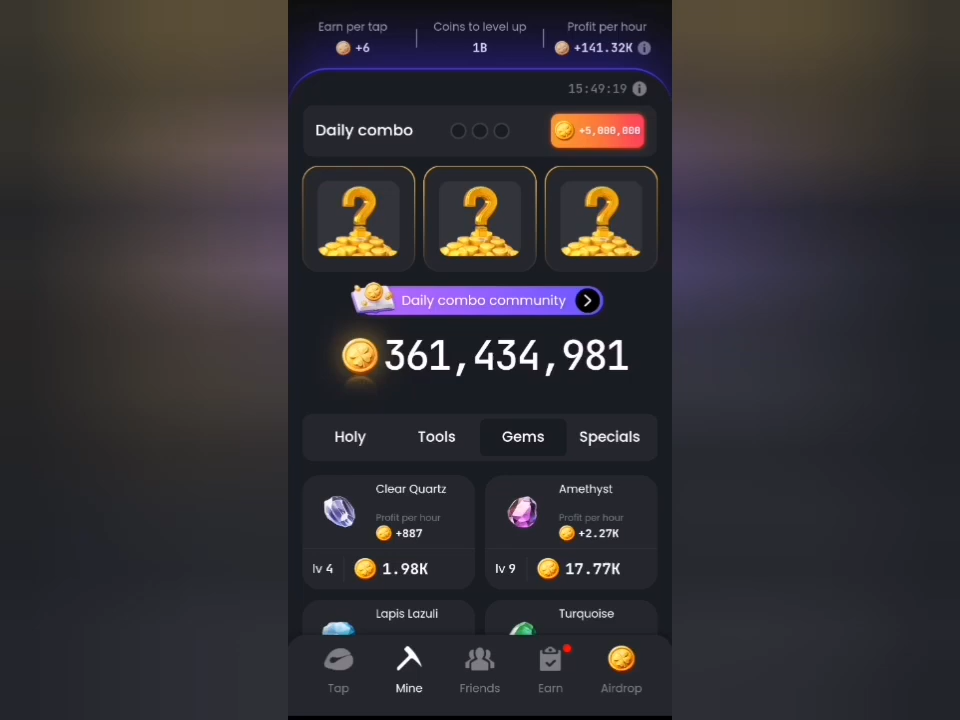 Earn per tap
+6
Coins to level up
1B
Profit per hour
+141.32K
15:49:19
Daily combo
+5,000,000
Daily combo community
361,434,981
Holy
Tools
Gems
Specials
Clear Quartz
Profit per hour
+887
lv 4
1.98K
Amethyst
Profit per hour
+2.27K
lv 9
17.77K
Lapis Lazuli
Turquoise
Tap
Mine
Friends
Earn
Airdrop